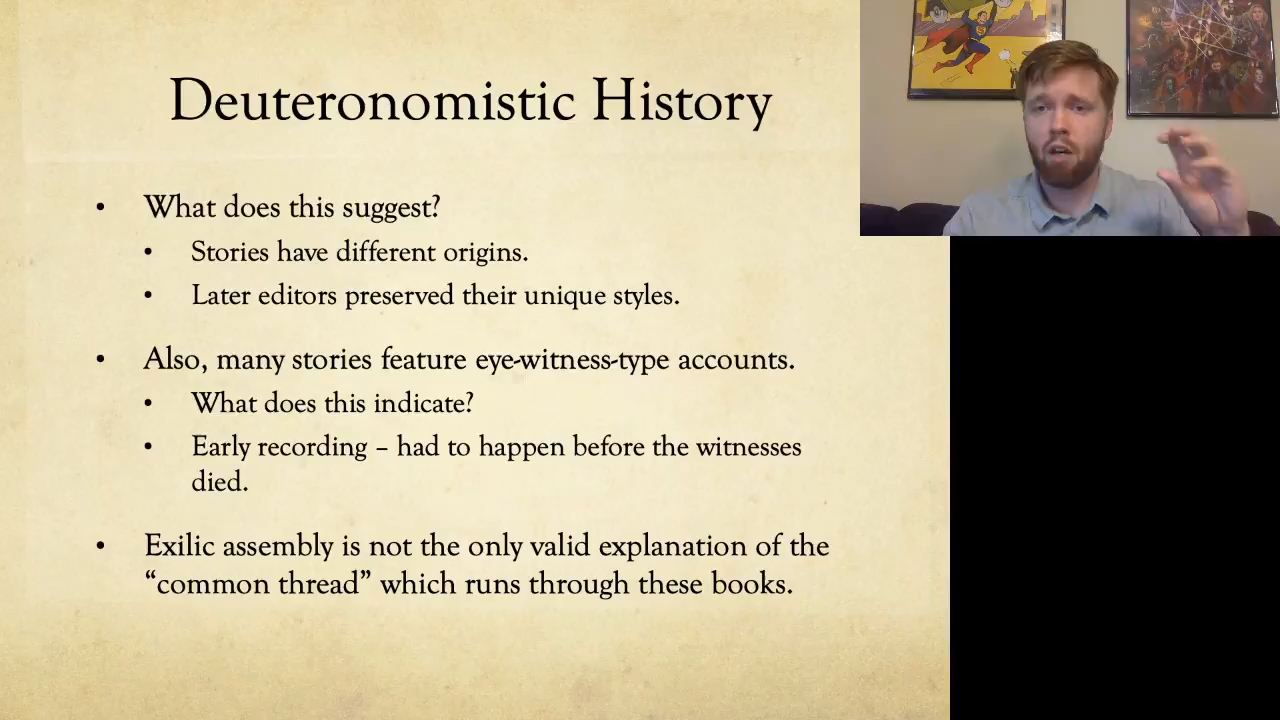 Deuteronomistic History
• What does this suggest?
• Stories have different origins.
• Later editors preserved their unique styles.
• Also, many stories feature eye-witness-type accounts.
• What does this indicate?
• Early recording – had to happen before the witnesses
died.
• Exilic assembly is not the only valid explanation of the
“common thread” which runs through these books.